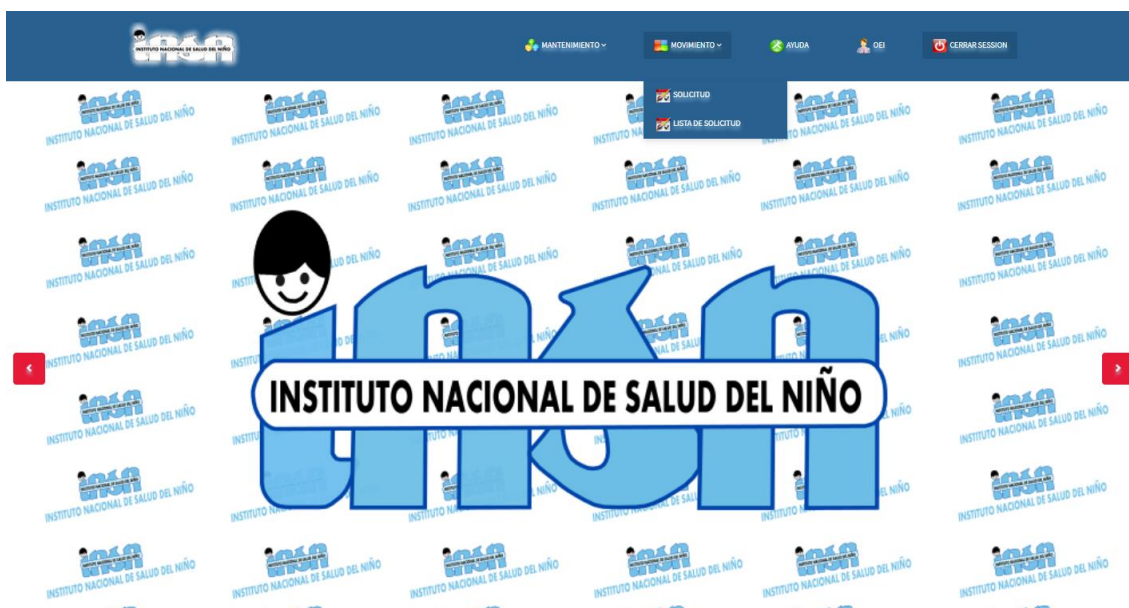 INSTITUTO NACIONAL DE SALUD DEL NIÑO
MANTENIMIENTO
MOVIMIENTO
AYUDA
OEI
CERRAR SESSION
SOLICITUD
LISTA DE SOLICITUD
insn
INSTITUTO NACIONAL DE SALUD DEL NIÑO